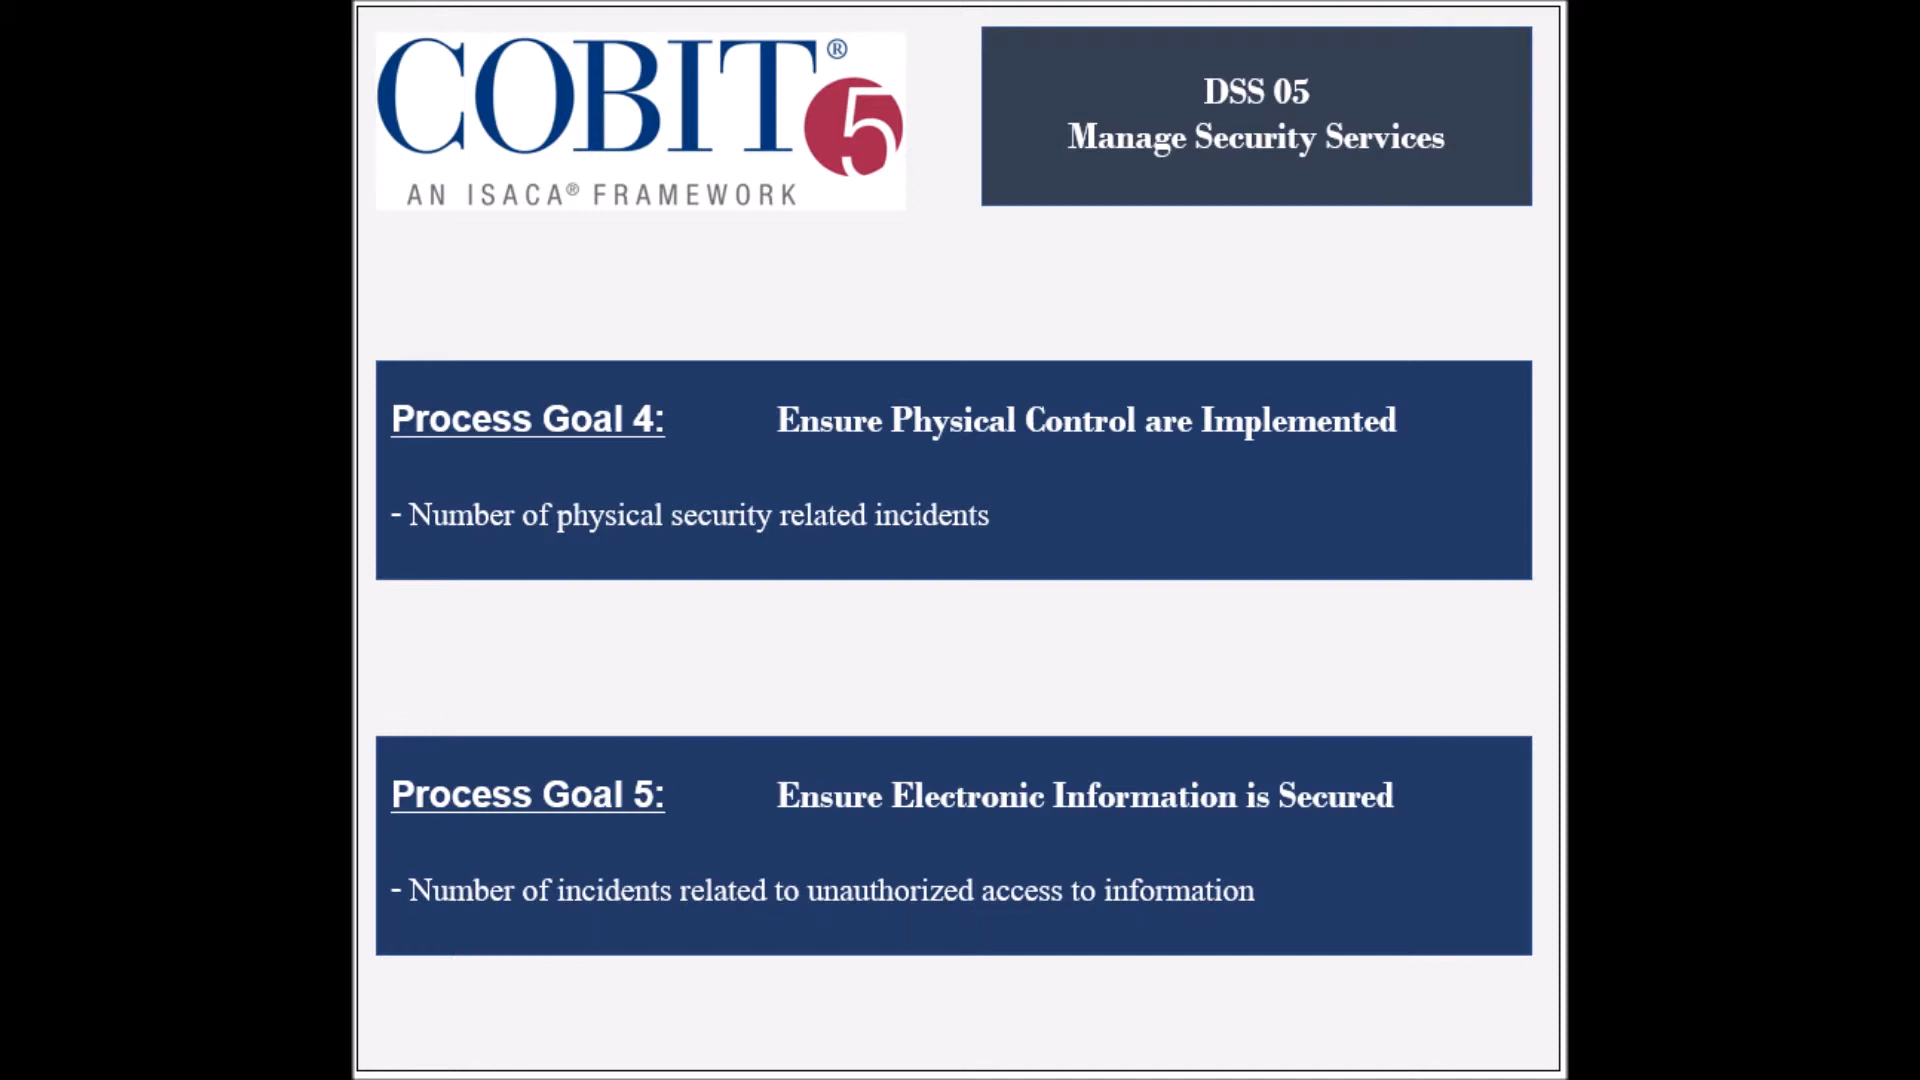 COBIT® 5
AN ISACA® FRAMEWORK
DSS 05
Manage Security Services
Process Goal 4: Ensure Physical Control are Implemented
- Number of physical security related incidents
Process Goal 5: Ensure Electronic Information is Secured
- Number of incidents related to unauthorized access to information